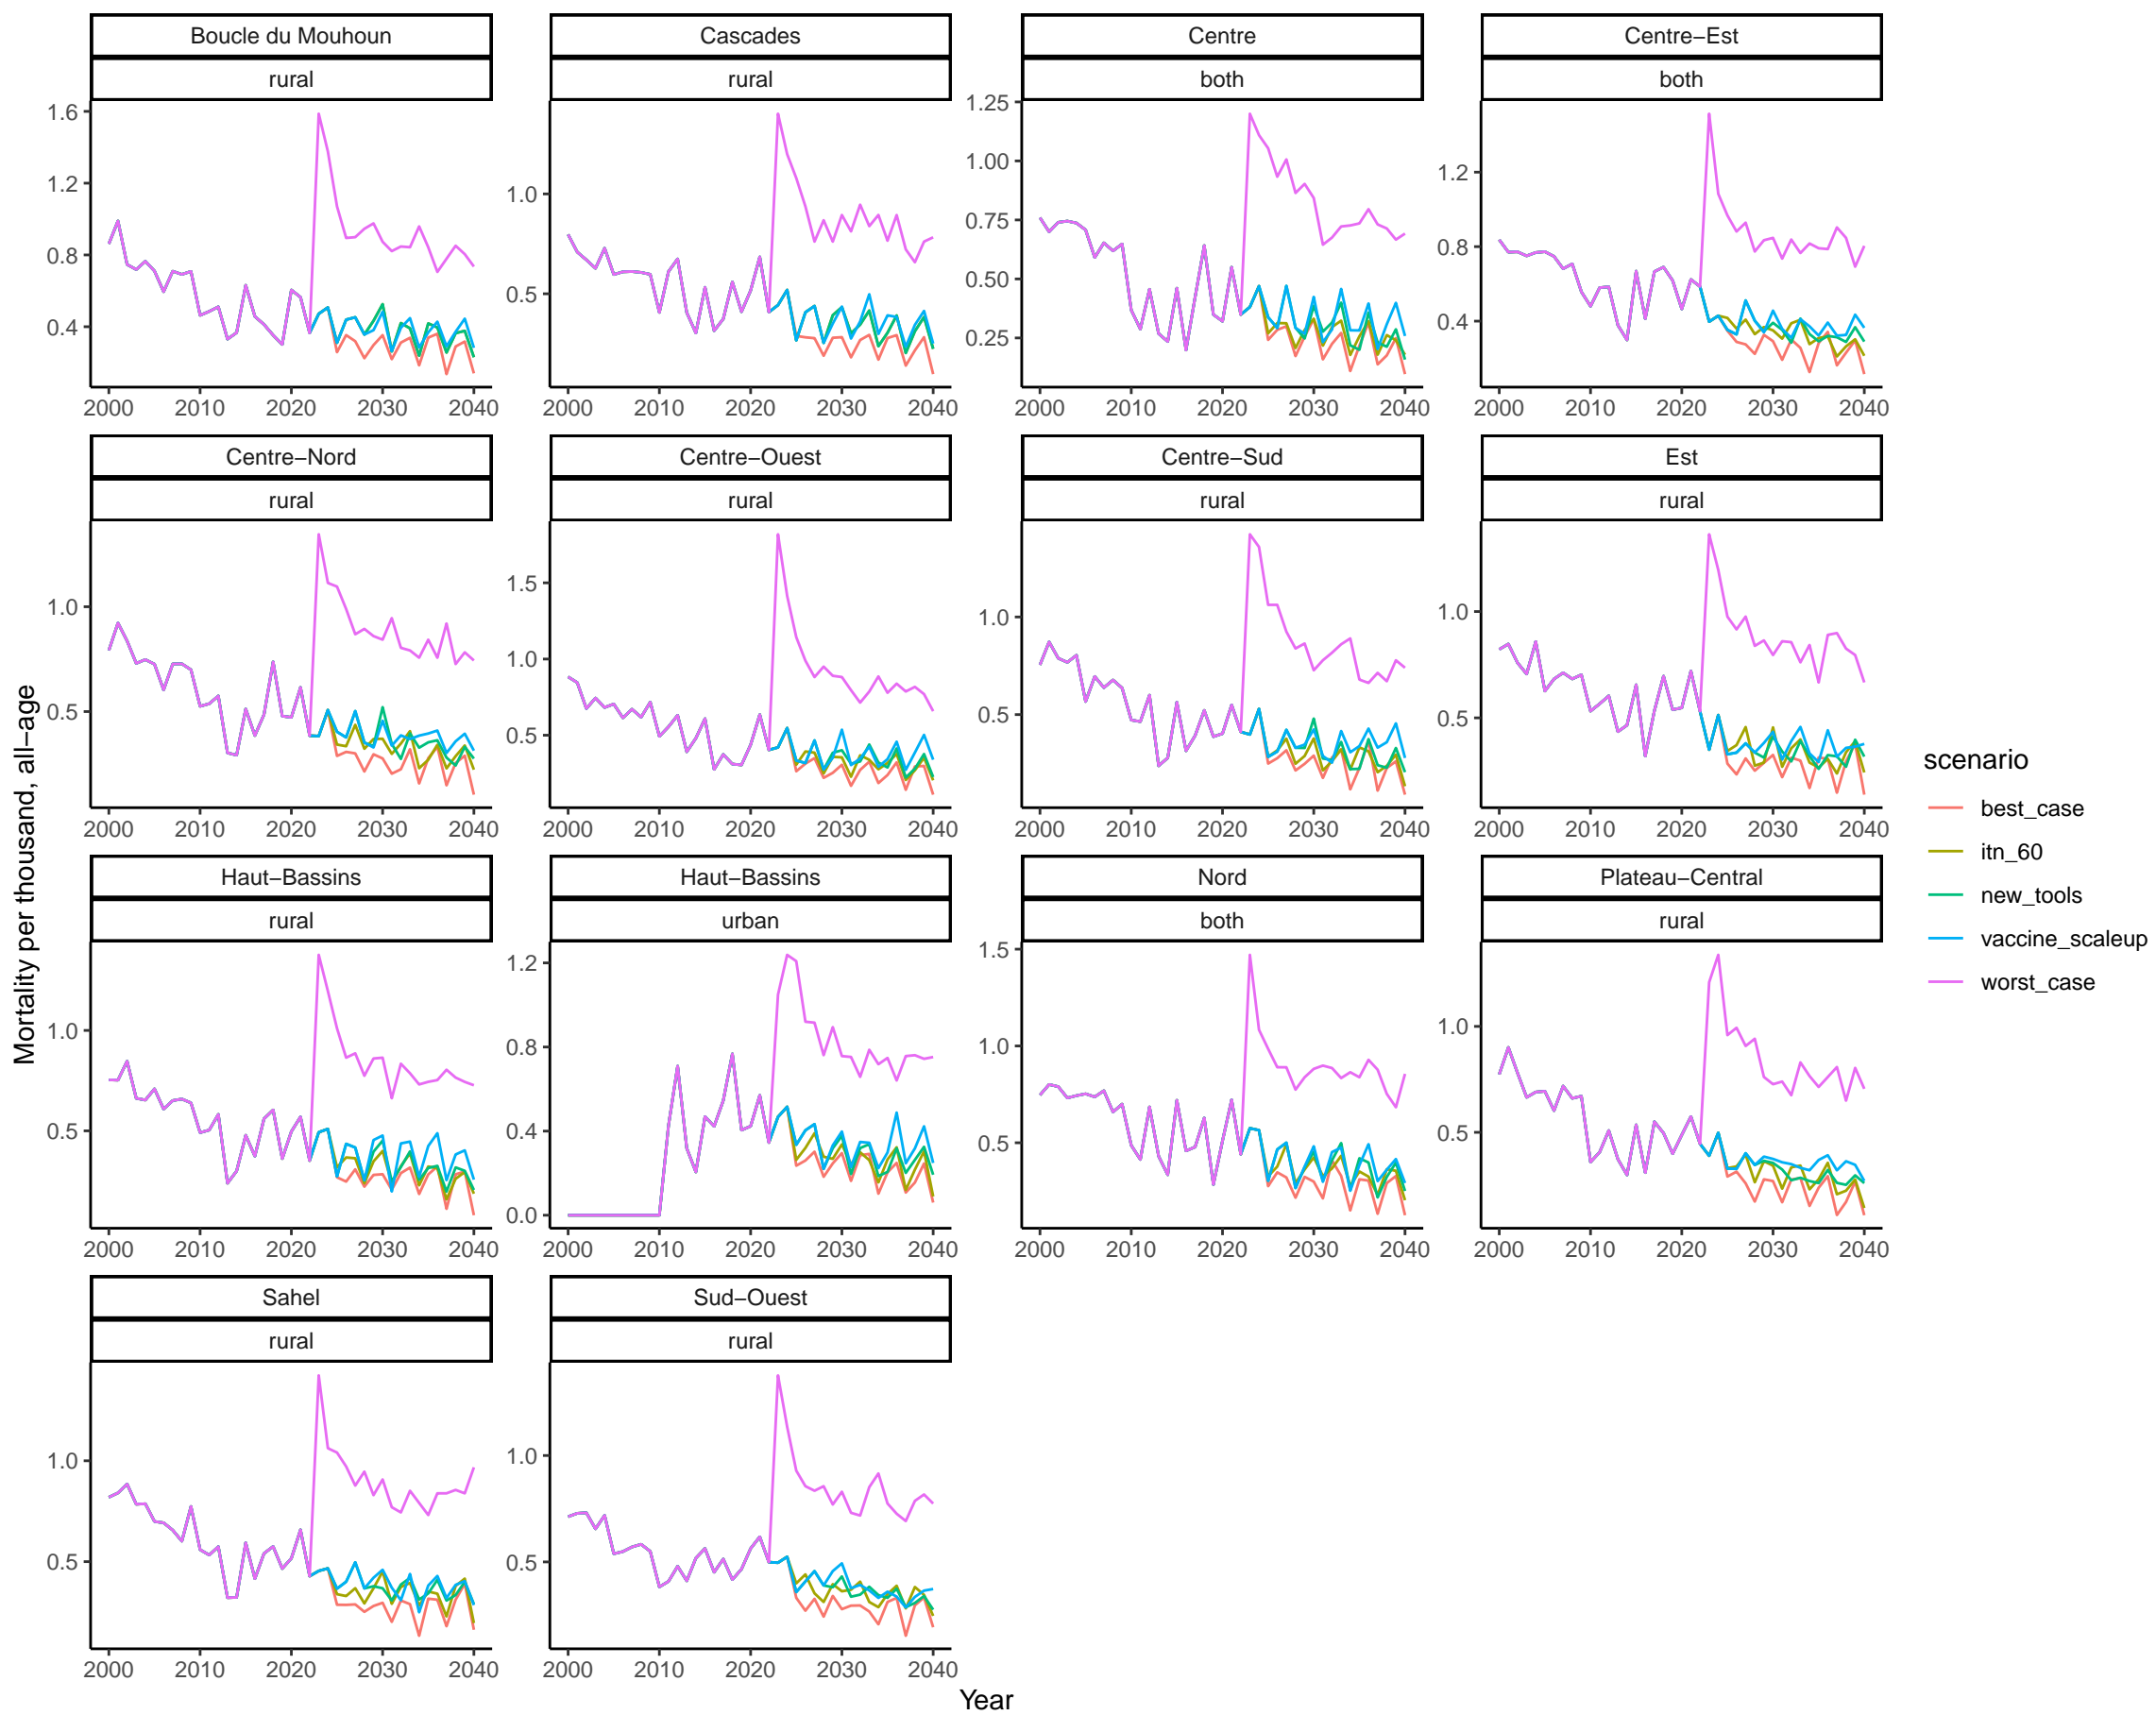 Boucle du Mouhoun
rural
Cascades
rural
Centre
both
Centre−Est
both
1.6
1.2
0.8
0.4
1.0
0.5
1.25
1.00
0.75
0.50
0.25
1.2
0.8
0.4
2000 2010 2020 2030 2040
2000 2010 2020 2030 2040
2000 2010 2020 2030 2040
2000 2010 2020 2030 2040
Centre−Nord
rural
Centre−Ouest
rural
Centre−Sud
rural
Est
rural
1.0
0.5
1.5
1.0
0.5
1.0
0.5
1.0
0.5
2000 2010 2020 2030 2040
2000 2010 2020 2030 2040
2000 2010 2020 2030 2040
2000 2010 2020 2030 2040
Haut−Bassins
rural
Haut−Bassins
urban
Nord
both
Plateau−Central
rural
1.0
0.5
1.2
0.8
0.4
0.0
1.5
1.0
0.5
1.0
0.5
2000 2010 2020 2030 2040
2000 2010 2020 2030 2040
2000 2010 2020 2030 2040
2000 2010 2020 2030 2040
Sahel
rural
Sud−Ouest
rural
1.0
0.5
1.0
0.5
2000 2010 2020 2030 2040
2000 2010 2020 2030 2040
Year
Mortality per thousand, all−age
scenario
best_case
itn_60
new_tools
vaccine_scaleup
worst_case